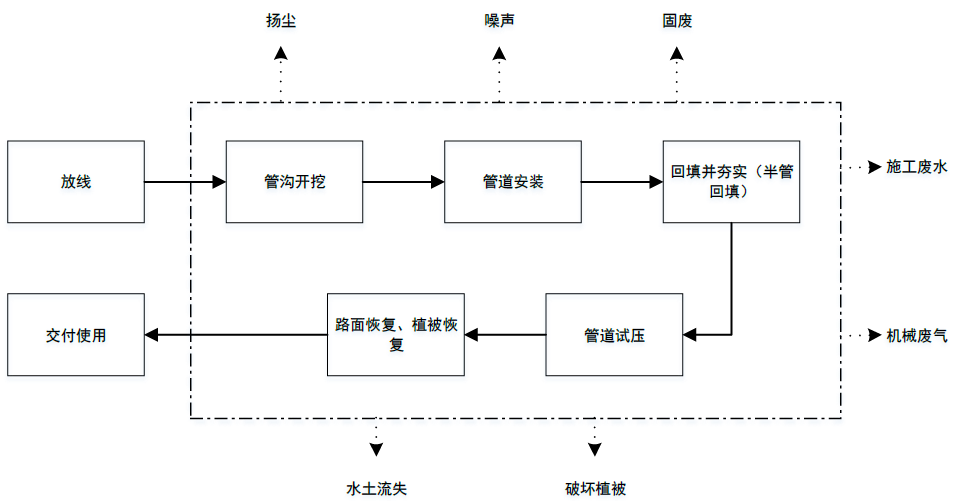 扬尘
噪声
固废
放线
管沟开挖
管道安装
回填并夯实（半管
回填）
施工废水
交付使用
路面恢复、植被恢
复
管道试压
机械废气
水土流失
破坏植被